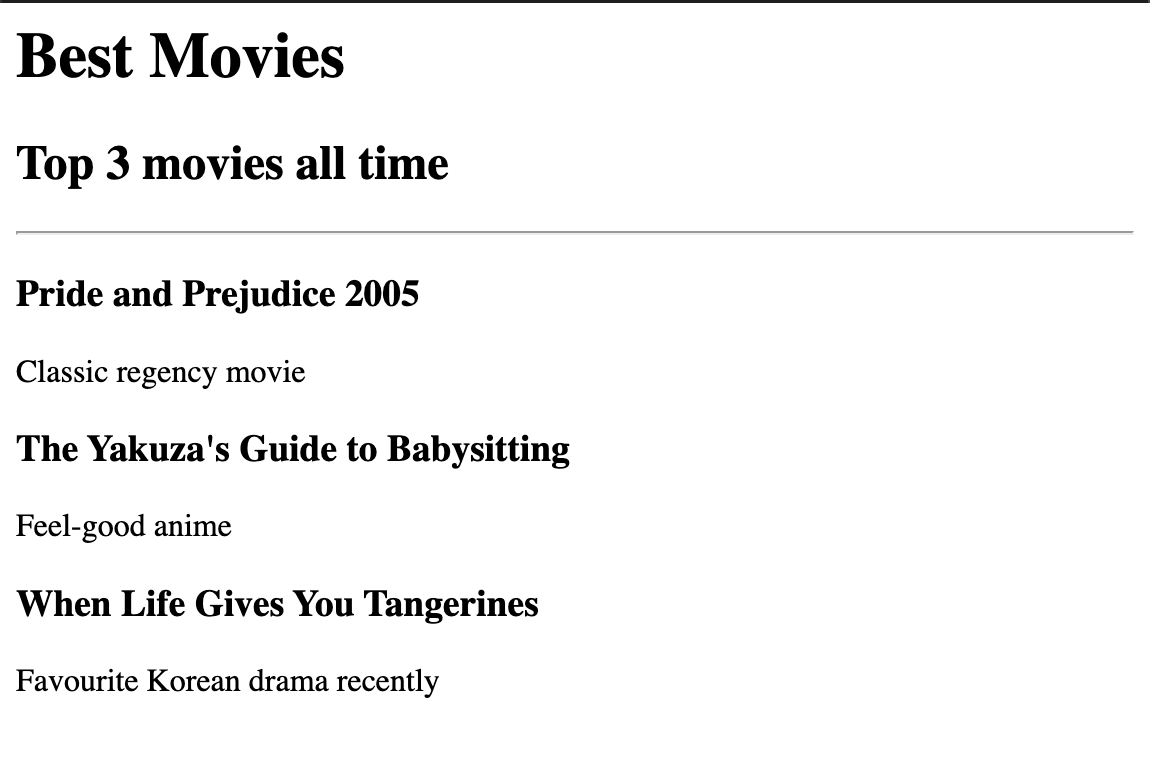 Best Movies
Top 3 movies all time
Pride and Prejudice 2005
Classic regency movie
The Yakuza's Guide to Babysitting
Feel-good anime
When Life Gives You Tangerines
Favourite Korean drama recently